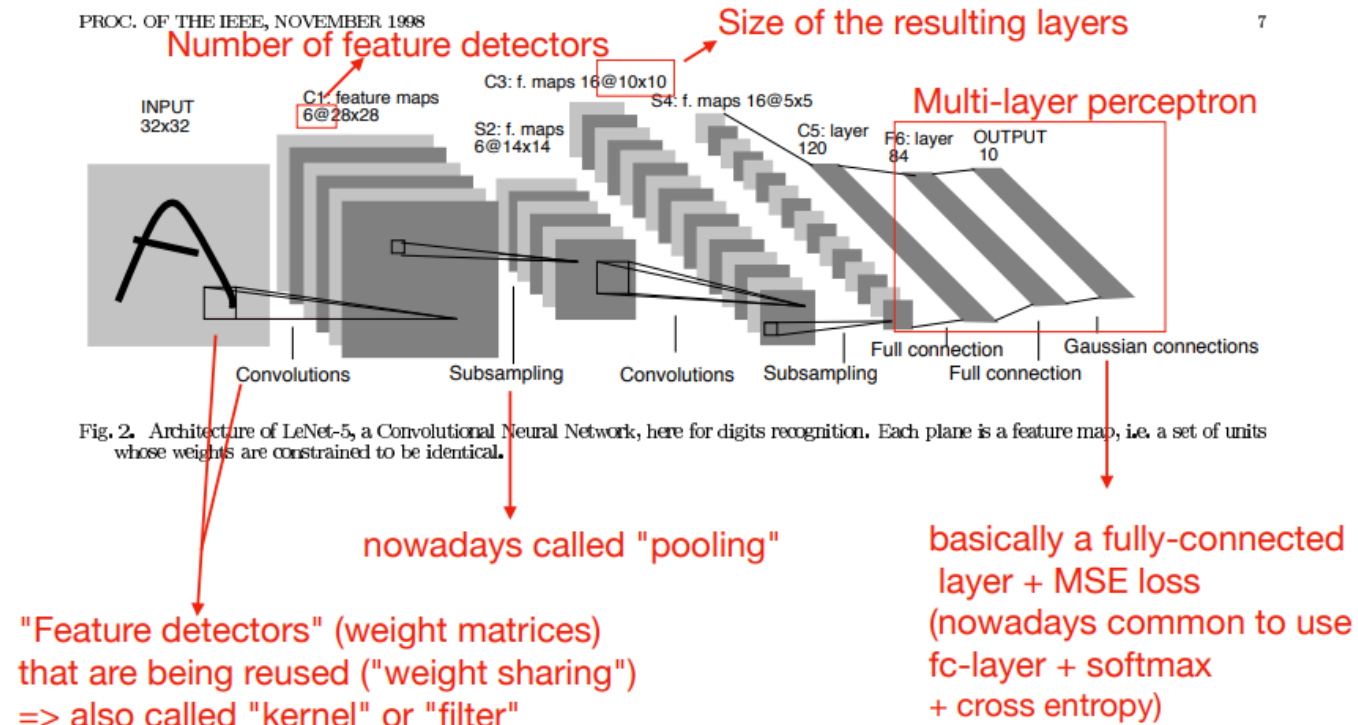 PROC. OF THE IEEE, NOVEMBER 1998
7
Number of feature detectors
Size of the resulting layers
INPUT
32x32
C1: feature maps
6@28x28
S2: f. maps
6@14x14
C3: f. maps 16@10x10
S4: f. maps 16@5x5
Multi-layer perceptron
C5: layer
120
F6: layer
84
OUTPUT
10
Convolutions
Subsampling
Convolutions
Subsampling
Full connection
Full connection
Gaussian connections
Fig. 2. Architecture of LeNet-5, a Convolutional Neural Network, here for digits recognition. Each plane is a feature map, i.e. a set of units
whose weights are constrained to be identical.
nowadays called "pooling"
"Feature detectors" (weight matrices)
that are being reused ("weight sharing")
=> also called "kernel" or "filter"
basically a fully-connected
layer + MSE loss
(nowadays common to use
fc-layer + softmax
+ cross entropy)